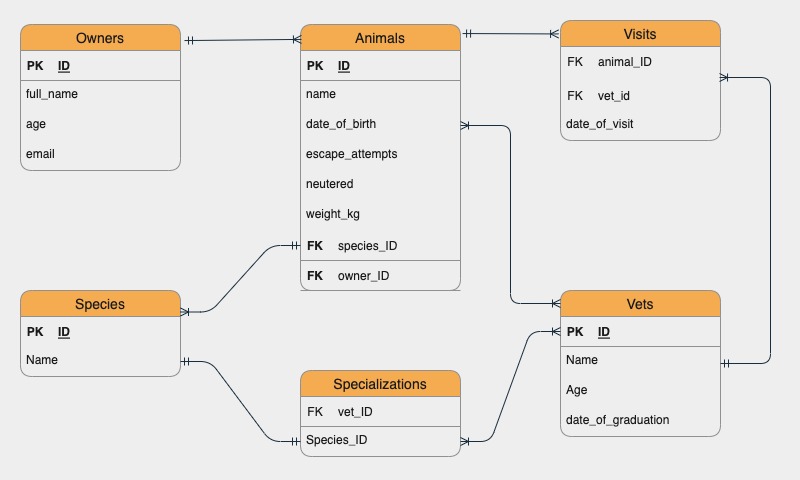 Owners
PK ID
full_name
age
email
Animals
PK ID
name
date_of_birth
escape_attempts
neutered
weight_kg
FK species_ID
FK owner_ID
Visits
FK animal_ID
FK vet_id
date_of_visit
Species
PK ID
Name
Specializations
FK vet_ID
Species_ID
Vets
PK ID
Name
Age
date_of_graduation